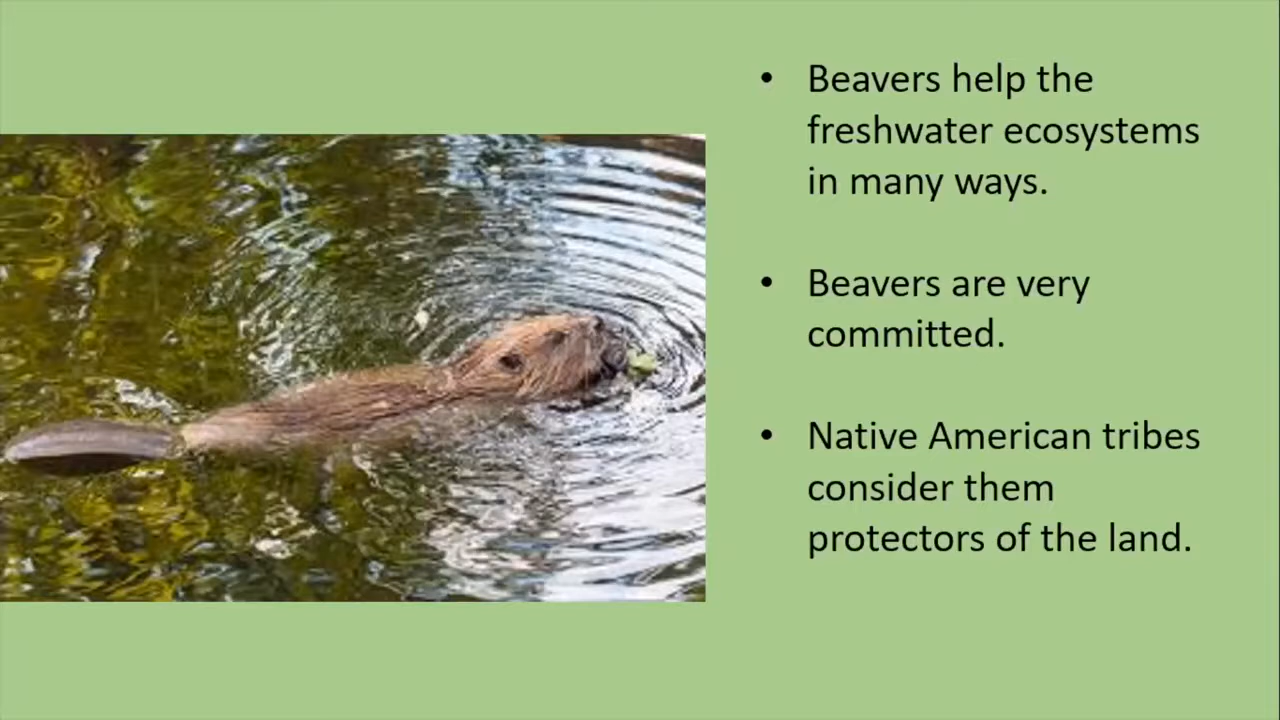 • Beavers help the
freshwater ecosystems
in many ways.
• Beavers are very
committed.
• Native American tribes
consider them
protectors of the land.